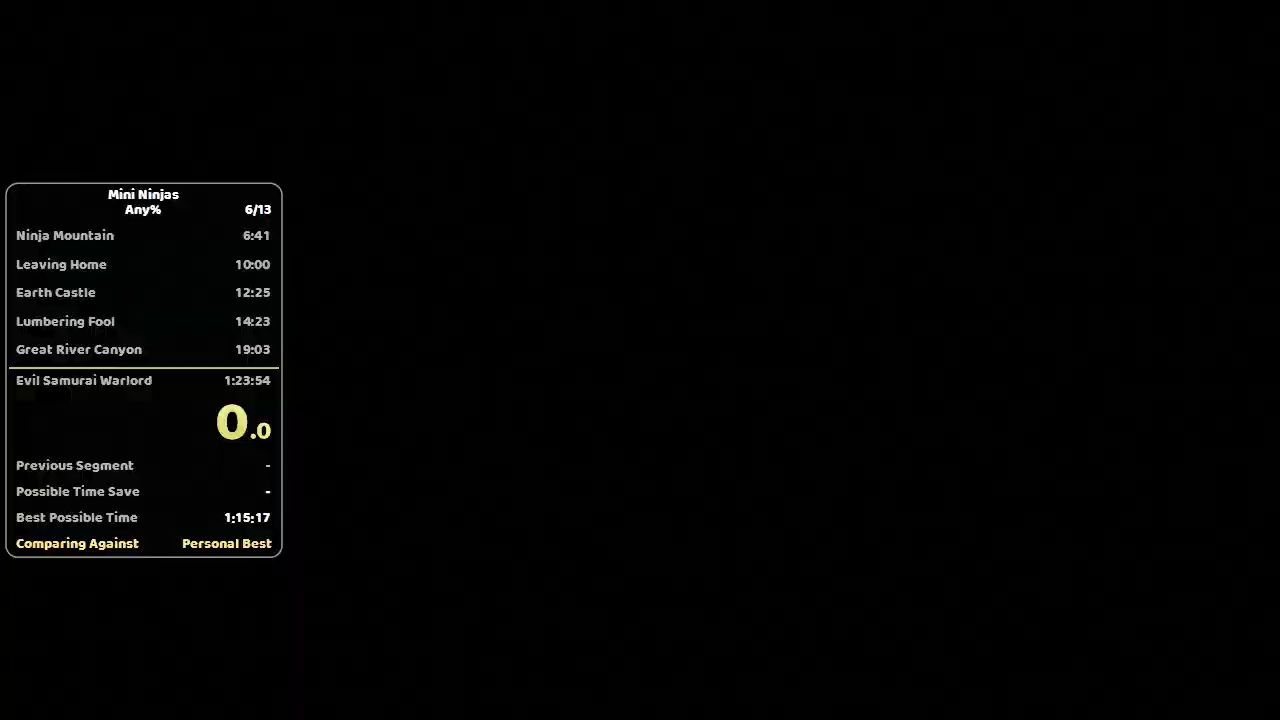 Mini Ninjas
Any% 6/13
Ninja Mountain 6:41
Leaving Home 10:00
Earth Castle 12:25
Lumbering Fool 14:23
Great River Canyon 19:03
Evil Samurai Warlord 1:23:54
0.0
Previous Segment -
Possible Time Save -
Best Possible Time 1:15:17
Comparing Against Personal Best